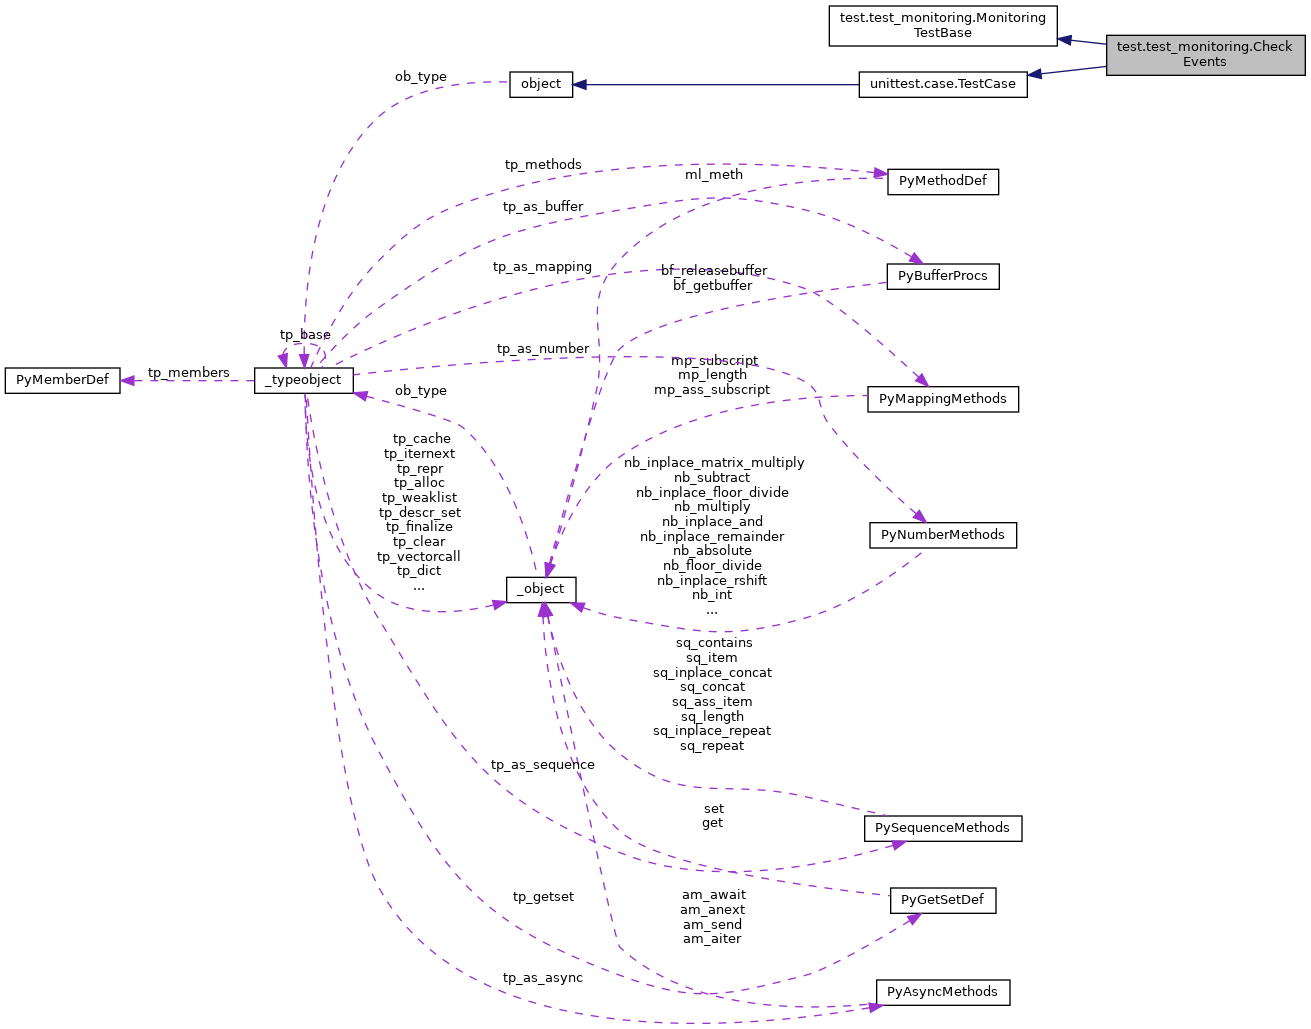 test.test_monitoring.Monitoring
TestBase
test.test_monitoring.Check
Events
ob_type
object
unittest.case.TestCase
tp_methods
ml_meth
PyMethodDef
tp_as_buffer
tp_as_mapping
bf_releasebuffer
bf_getbuffer
PyBufferProcs
tp_base
tp_as_number
mp_subscript
mp_length
mp_ass_subscript
PyMemberDef
tp_members
_typeobject
ob_type
PyMappingMethods
tp_cache
tp_iternext
tp_repr
tp_alloc
tp_weaklist
tp_descr_set
tp_finalize
tp_clear
tp_vectorcall
tp_dict
...
nb_inplace_matrix_multiply
nb_subtract
nb_inplace_floor_divide
nb_multiply
nb_inplace_and
nb_inplace_remainder
nb_absolute
nb_floor_divide
nb_inplace_rshift
nb_int
...
PyNumberMethods
_object
sq_contains
sq_item
sq_inplace_concat
sq_concat
sq_ass_item
sq_length
sq_inplace_repeat
sq_repeat
tp_as_sequence
set
get
PySequenceMethods
tp_getset
am_await
am_anext
am_send
am_aiter
PyGetSetDef
tp_as_async
PyAsyncMethods